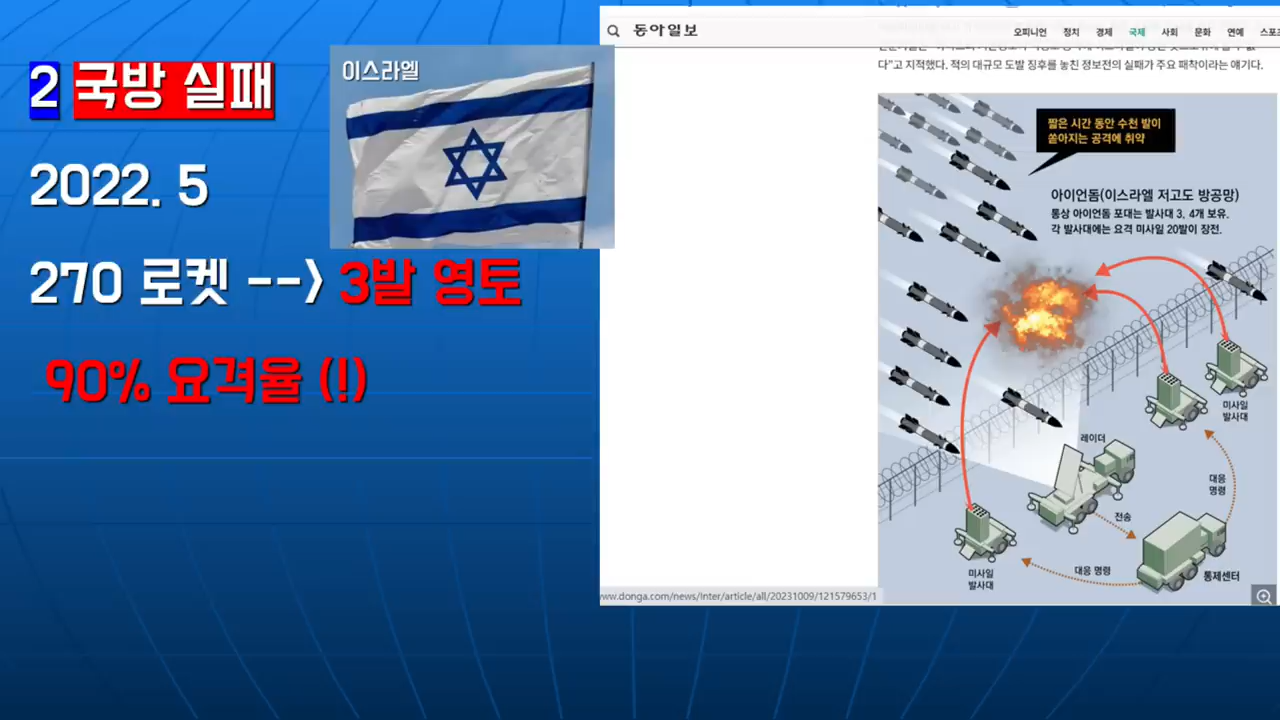 2 국방 실패
이스라엘
2022. 5
270 로켓 --> 3발 영토
90% 요격율 (!)
동아일보
오피니언 정치 경제 국제 사회 문화 연예
다”고 지적했다. 적의 대규모 도발 징후를 놓친 정보전의 실패가 주요 패착이라는 얘기다.
짧은 시간 동안 수천 발이
쏟아지는 공격에 취약
아이언돔(이스라엘 저고도 방공망)
통상 아이언돔 포대는 발사대 3, 4개 보유.
각 발사대에는 요격 미사일 20발이 장전.
미사일
발사대
미사일
발사대
레이더
대응
명령
전송
대응 명령
통제센터
미사일
발사대
www.donga.com/news/Inter/article/all/20231009/121579653/1